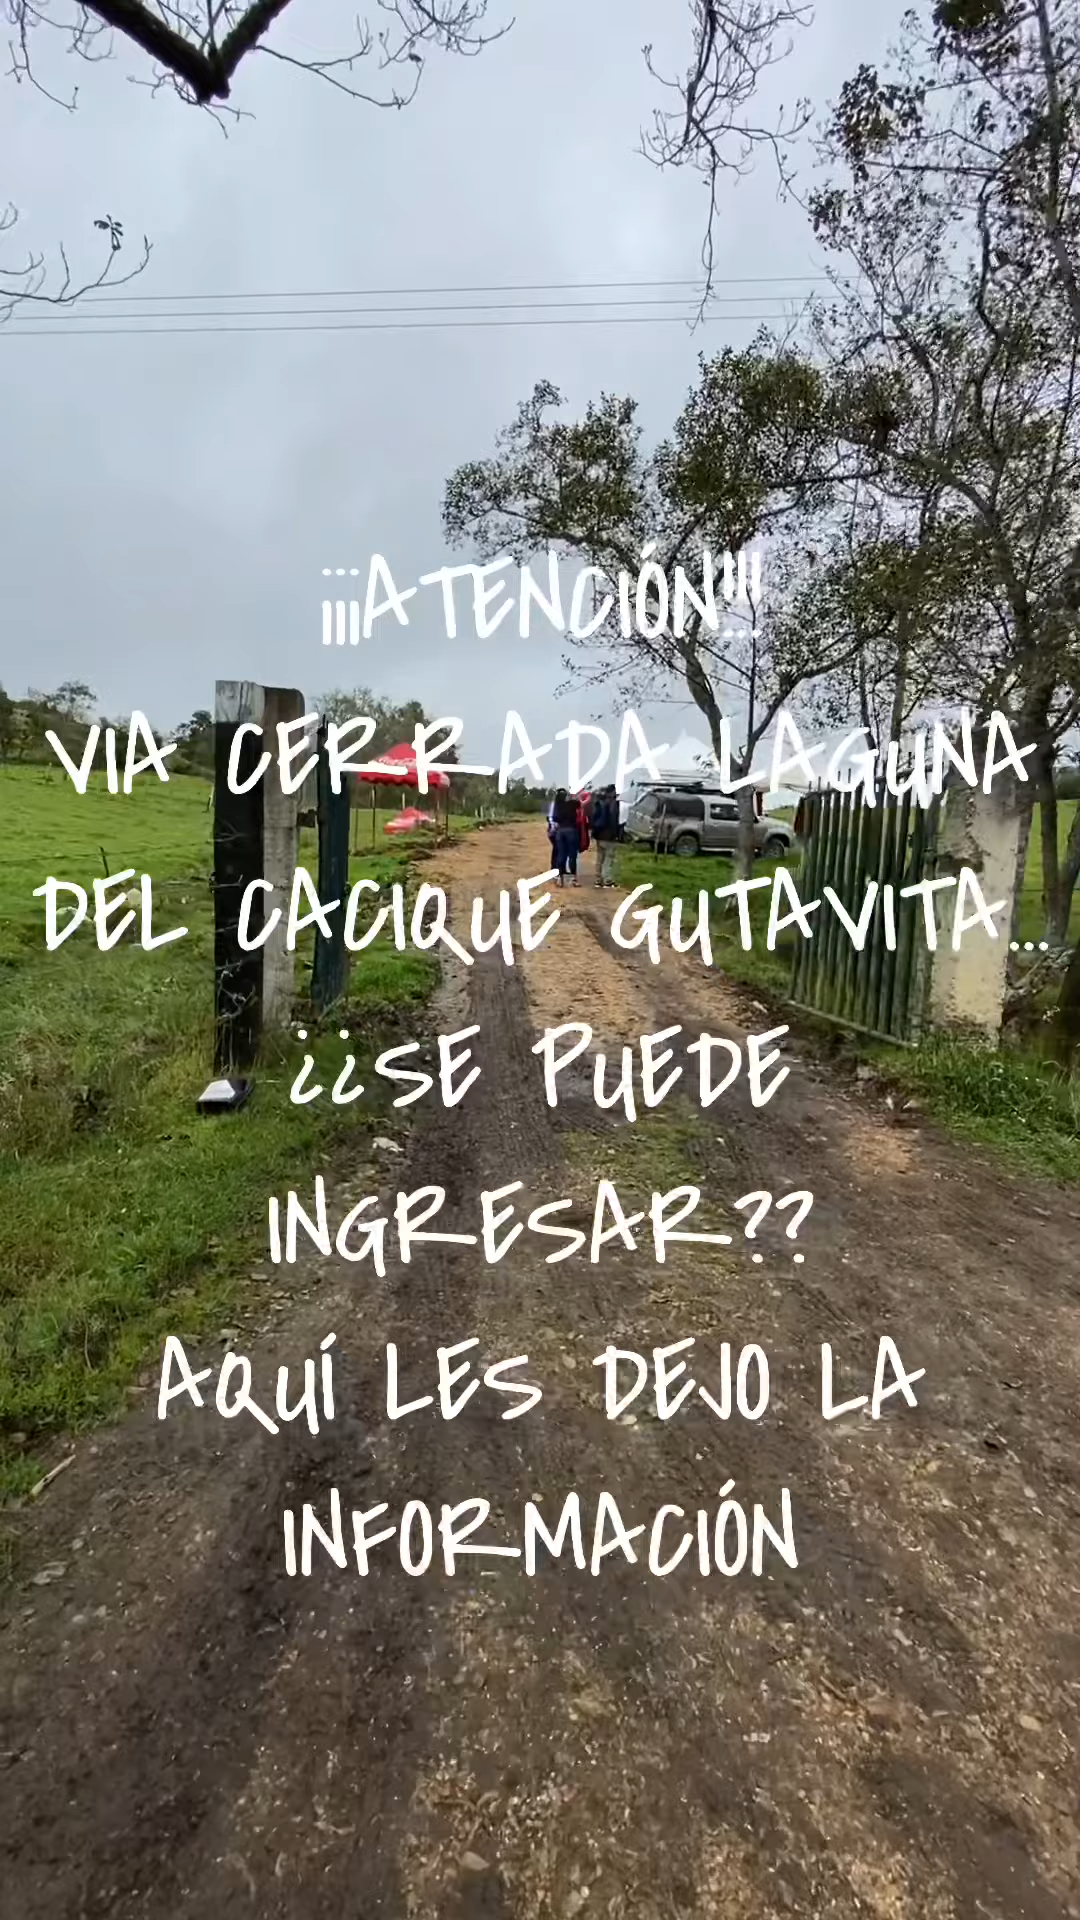 ¡¡¡ATENCIÓN!!!
VIA CERRADA LAGUNA
DEL CACIQUE GUTAVITA...
¿¿SE PUEDE
INGRESAR??
AQUÍ LES DEJO LA
INFORMACIÓN